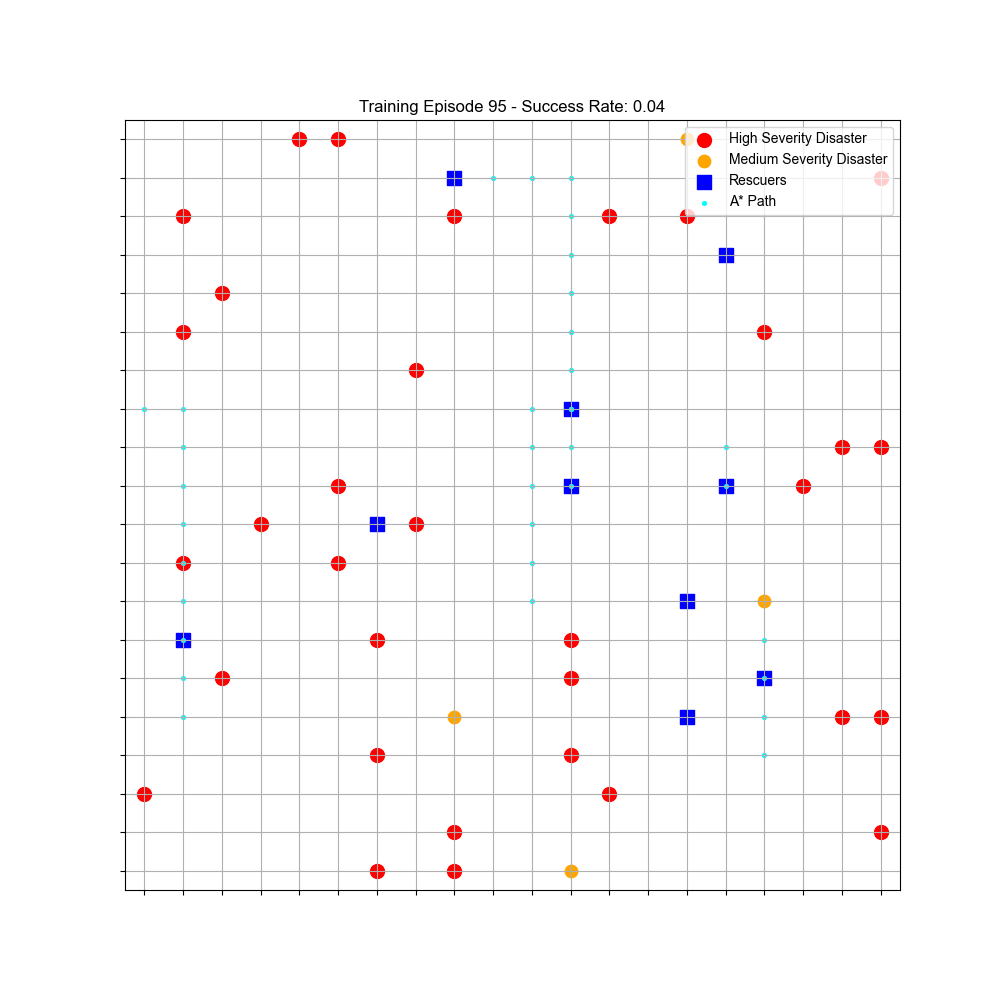 Training Episode 95 - Success Rate: 0.04
High Severity Disaster
Medium Severity Disaster
Rescuers
A* Path